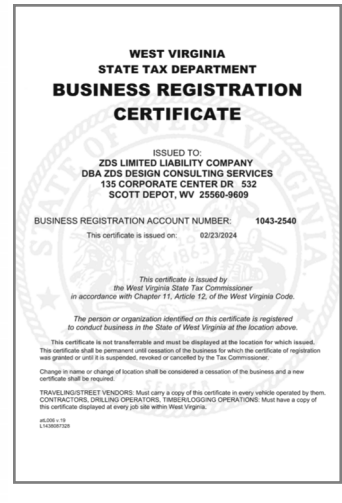 WEST VIRGINIA
STATE TAX DEPARTMENT
BUSINESS REGISTRATION
CERTIFICATE
ISSUED TO:
ZDS LIMITED LIABILITY COMPANY
DBA ZDS DESIGN CONSULTING SERVICES
135 CORPORATE CENTER DR 532
SCOTT DEPOT, WV 25560-9609
BUSINESS REGISTRATION ACCOUNT NUMBER: 1043-2540
This certificate is issued on: 02/23/2024
This certificate is issued by
the West Virginia State Tax Commissioner
in accordance with Chapter 11, Article 12, of the West Virginia Code.
The person or organization identified on this certificate is registered
to conduct business in the State of West Virginia at the location above.
This certificate is not transferrable and must be displayed at the location for which issued.
This certificate shall be permanent until cessation of the business for which the certificate of registration
was granted or until it is suspended, revoked or cancelled by the Tax Commissioner.
Change in name or change of location shall be considered a cessation of the business and a new
certificate shall be required.
TRAVELING/STREET VENDORS: Must carry a copy of this certificate in every vehicle operated by them.
CONTRACTORS, DRILLING OPERATORS, TIMBER/LOGGING OPERATIONS: Must have a copy of
this certificate displayed at every job site within West Virginia.
atL006 v.19
L1438087328
STATE OF WEST VIRGINIA